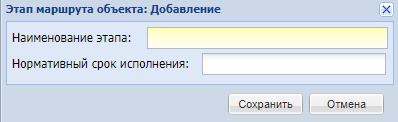 Этап маршрута объекта: Добавление
Наименование этапа:
Нормативный срок исполнения:
Сохранить Отмена